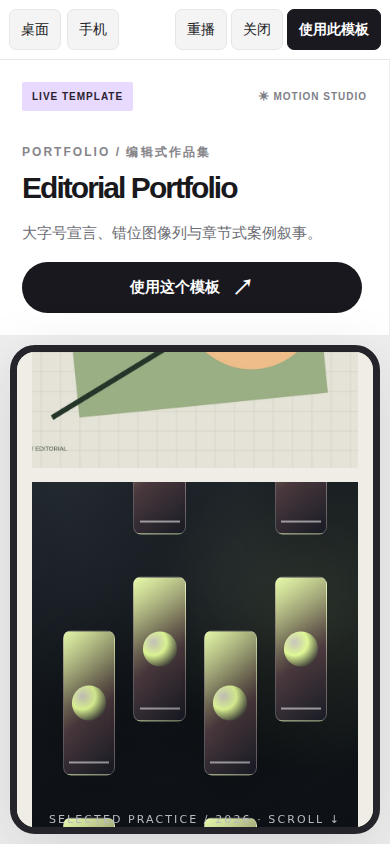 桌面 手机 重播 关闭 使用此模板
LIVE TEMPLATE ☀ MOTION STUDIO
PORTFOLIO / 编辑式作品集
Editorial Portfolio
大字号宣言、错位图像列与章节式案例叙事。
使用这个模板 ↗
/ EDITORIAL
SELECTED PRACTICE / 2026 · SCROLL ↓